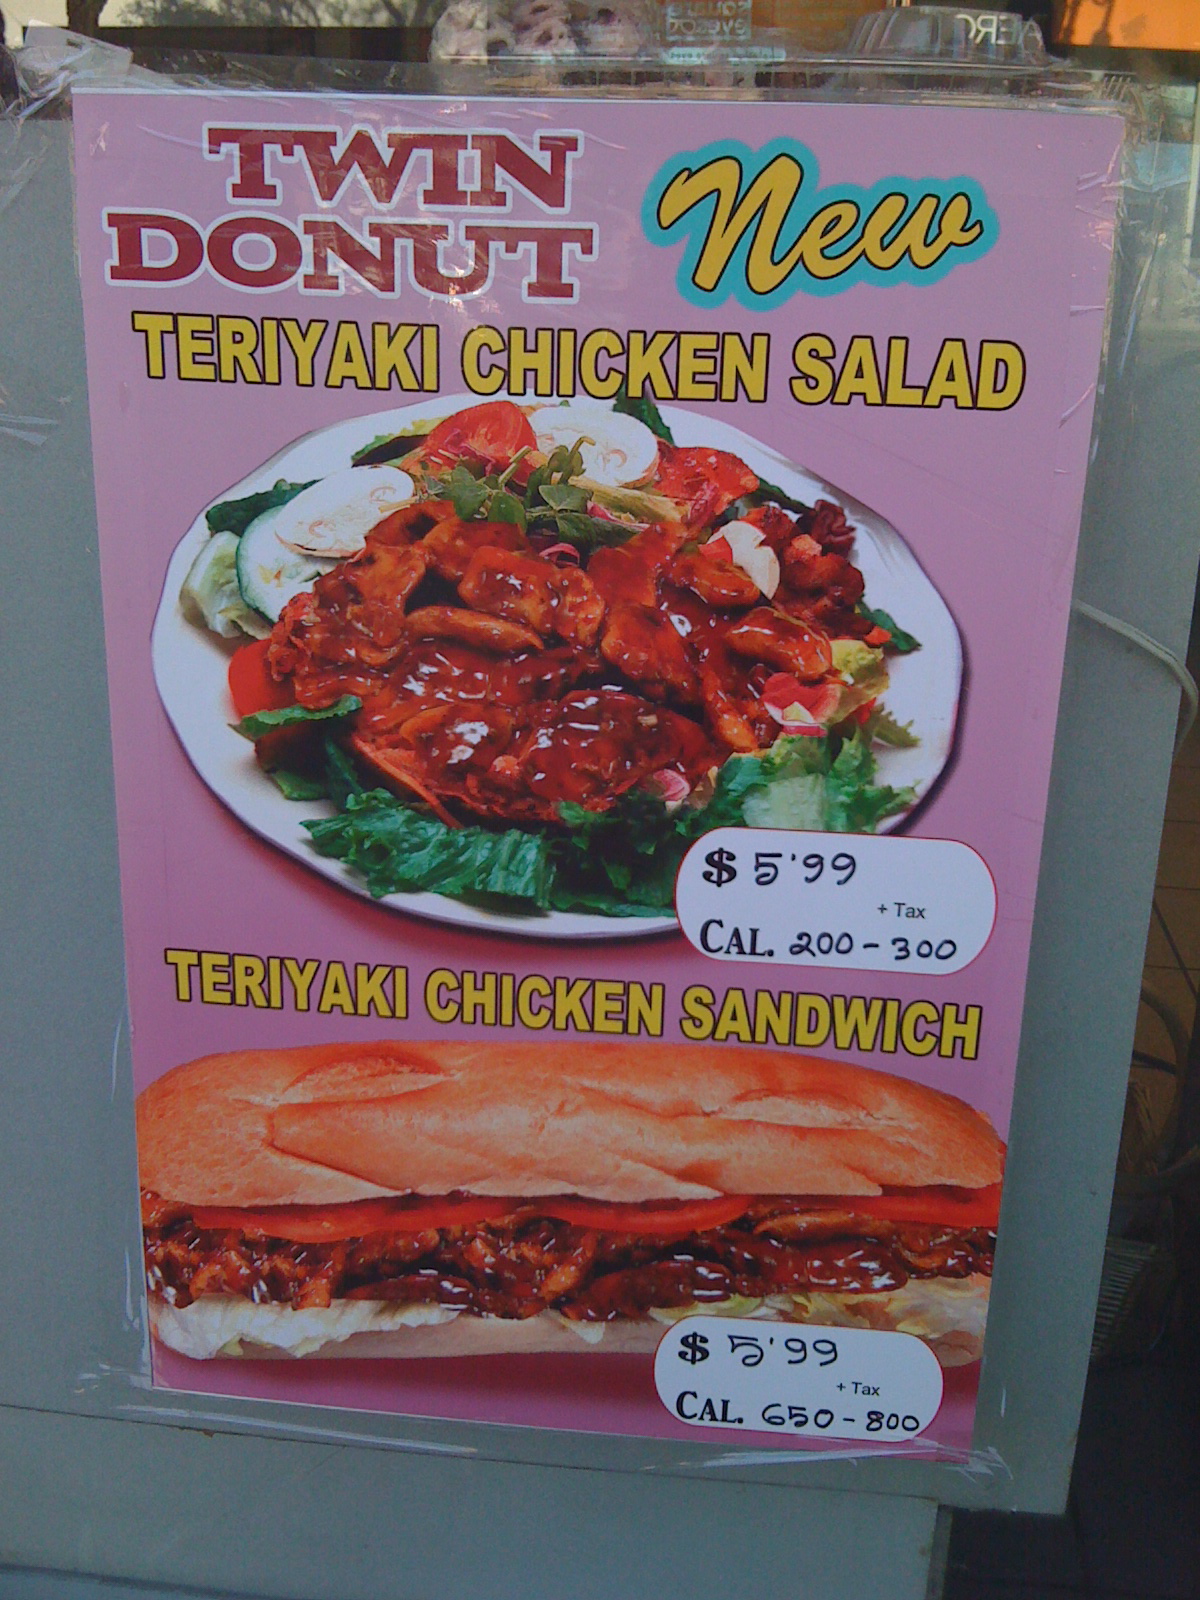 TWIN
DONUT
New
TERIYAKI CHICKEN SALAD
$ 5'99
+ Tax
CAL. 200-300
TERIYAKI CHICKEN SANDWICH
$ 5'99
+ Tax
CAL. 650-800